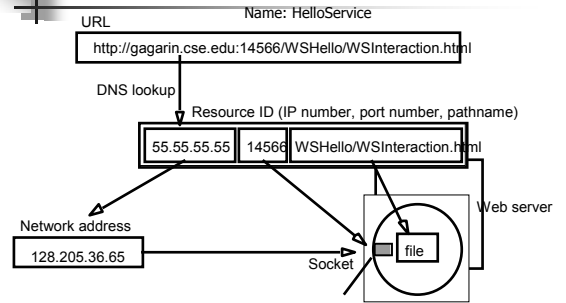 Name: HelloService
URL
http://gagarin.cse.edu:14566/WSHello/WSInteraction.html
DNS lookup
Resource ID (IP number, port number, pathname)
55.55.55.55 14566 WSHello/WSInteraction.html
Network address
Web server
128.205.36.65
file
Socket